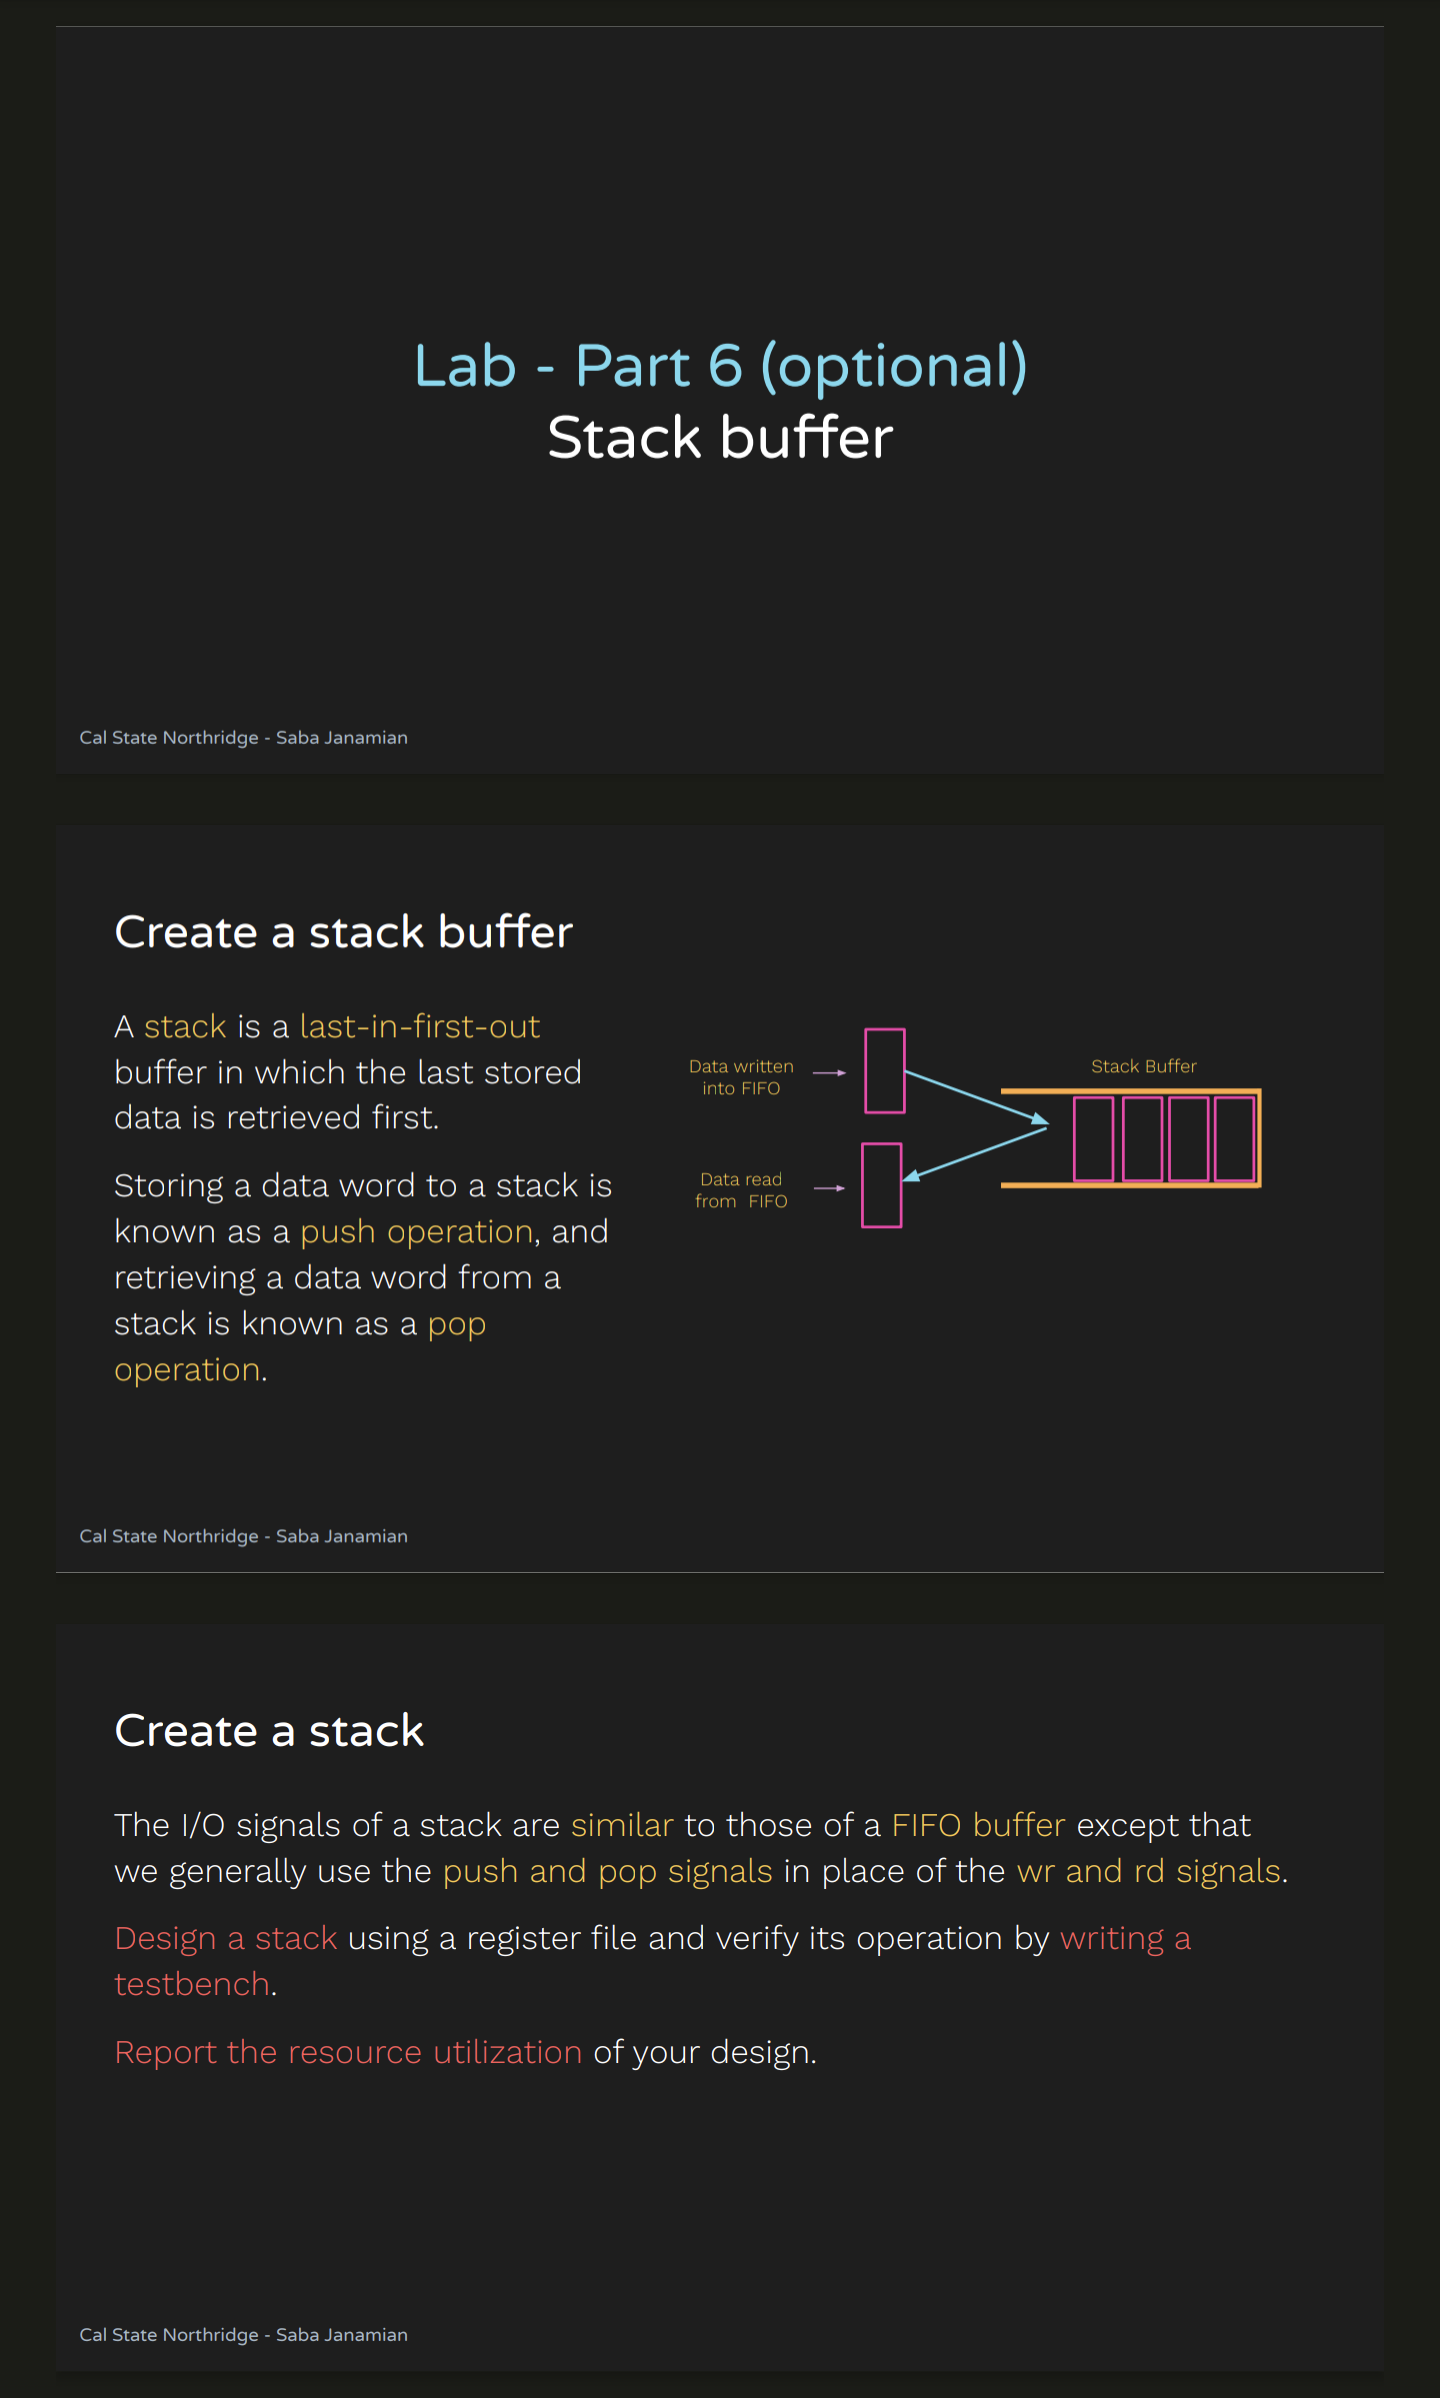 Lab - Part 6 (optional)
Stack buffer
Cal State Northridge - Saba Janamian
Create a stack buffer
A stack is a last-in-first-out
buffer in which the last stored
data is retrieved first.
Storing a data word to a stack is
known as a push operation, and
retrieving a data word from a
stack is known as a pop
operation.
Data written
into FIFO
Data read
from FIFO
Stack Buffer
Cal State Northridge - Saba Janamian
Create a stack
The I/O signals of a stack are similar to those of a FIFO buffer except that
we generally use the push and pop signals in place of the wr and rd signals.
Design a stack using a register file and verify its operation by writing a
testbench.
Report the resource utilization of your design.
Cal State Northridge - Saba Janamian